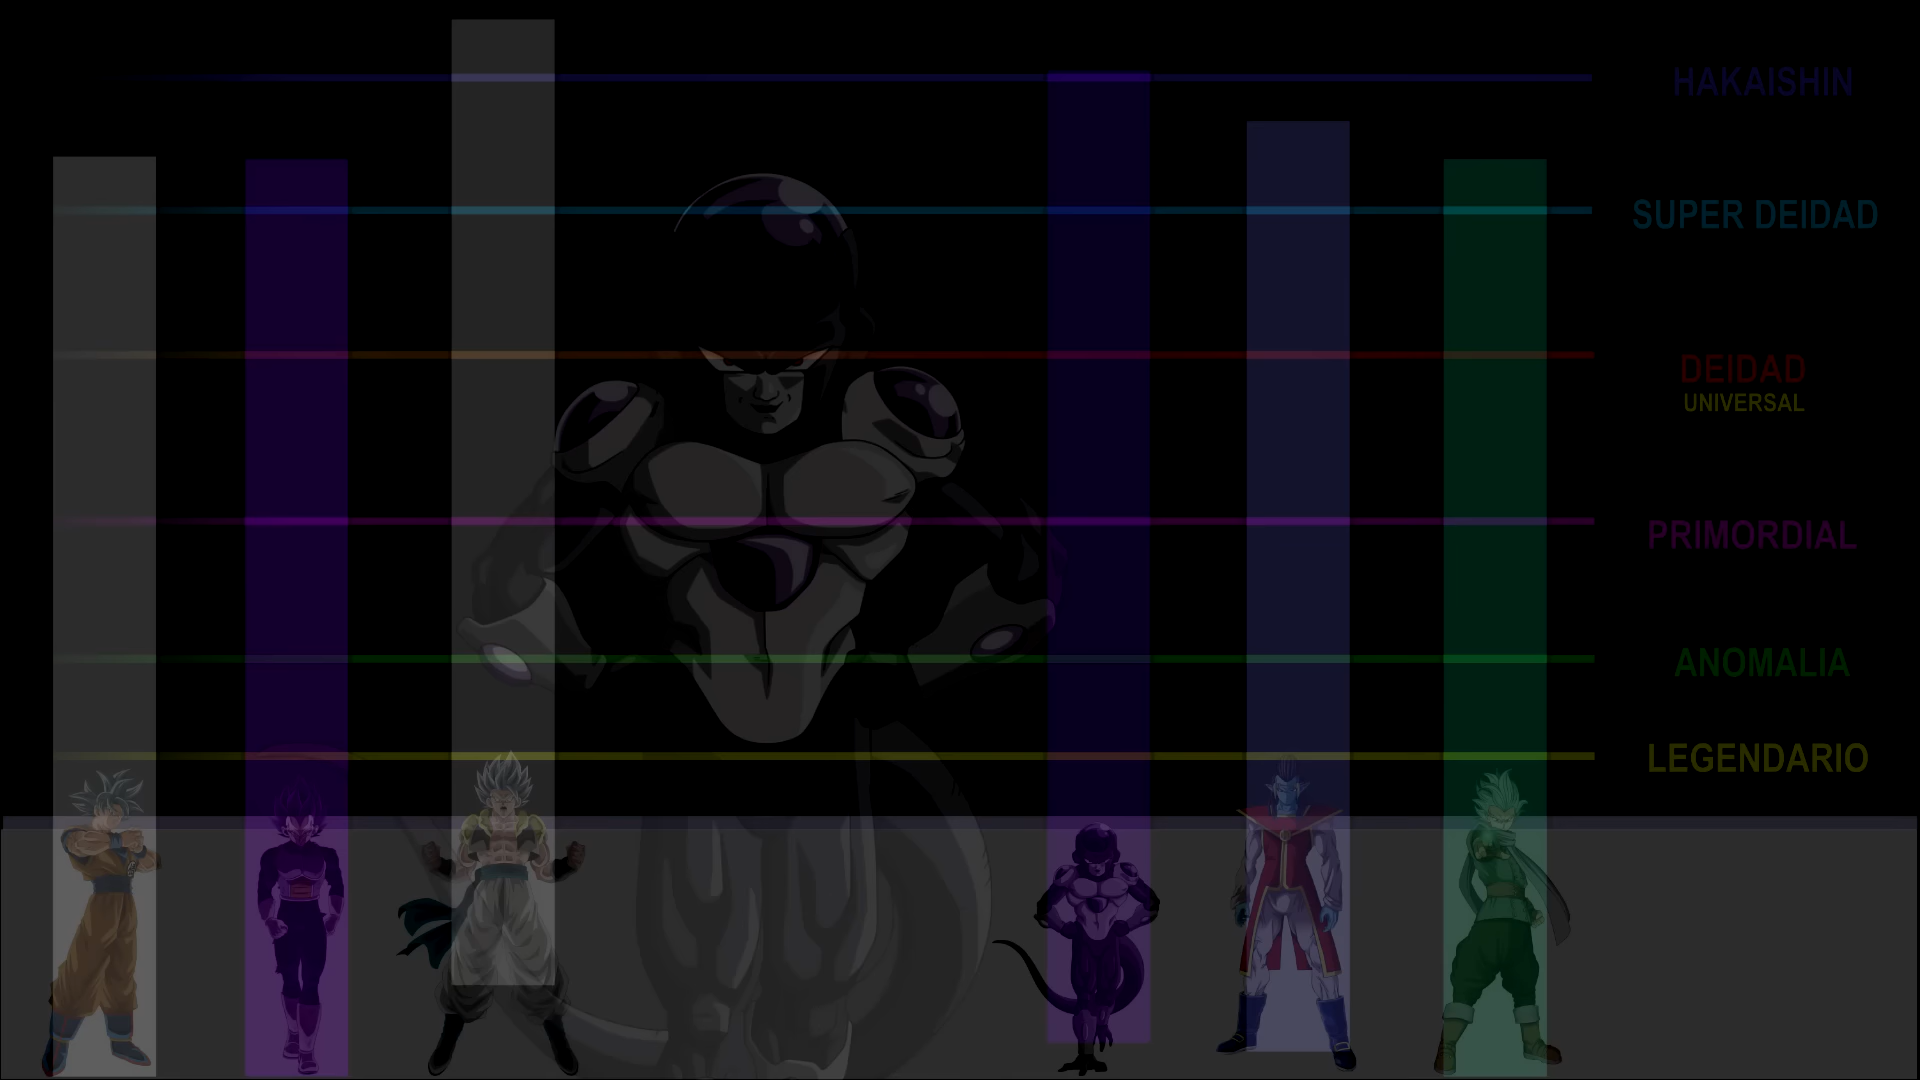 HAKAISHIN
SUPER DEIDAD
DEIDAD
UNIVERSAL
PRIMORDIAL
ANOMALIA
LEGENDARIO